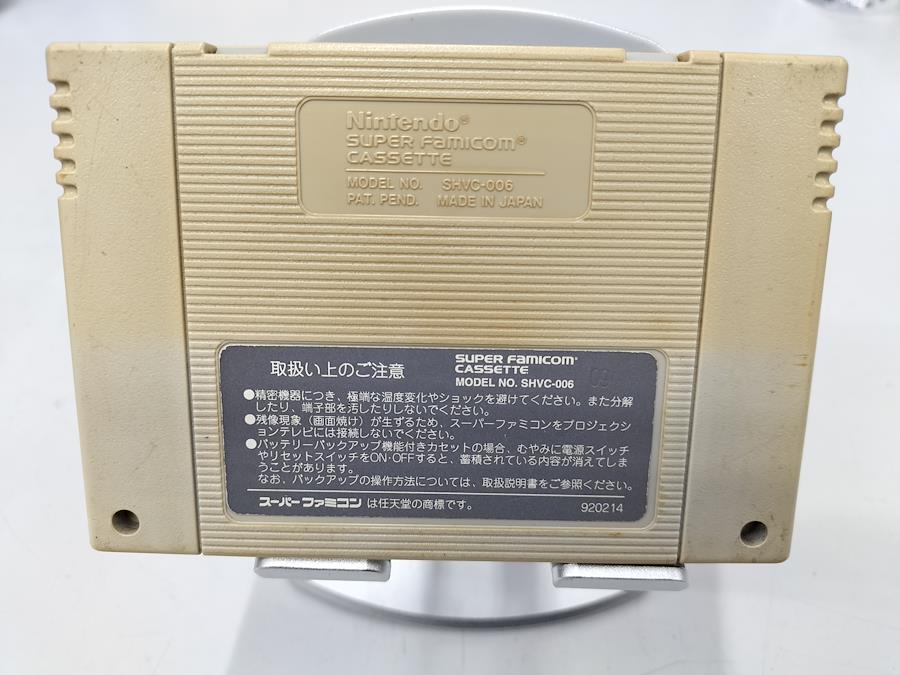 Nintendo®
SUPER FAMICOM®
CASSETTE
MODEL NO. SHVC-006
PAT. PEND. MADE IN JAPAN
取扱い上のご注意
SUPER FAMICOM®
CASSETTE
MODEL NO. SHVC-006
●精密機器につき、極端な温度変化やショックを避けてください。また分解
したり、端子部を汚したりしないでください。
●残像現象（画面焼け）が生ずるため、スーパーファミコンをプロジェクシ
ョンテレビには接続しないでください。
●バッテリーバックアップ機能付きカセットの場合、むやみに電源スイッチ
やリセットスイッチをON・OFFすると、蓄積されている内容が消えてしま
うことがあります。
なお、バックアップの操作方法については、取扱説明書をご参照ください。
スーパーファミコン は任天堂の商標です。
920214